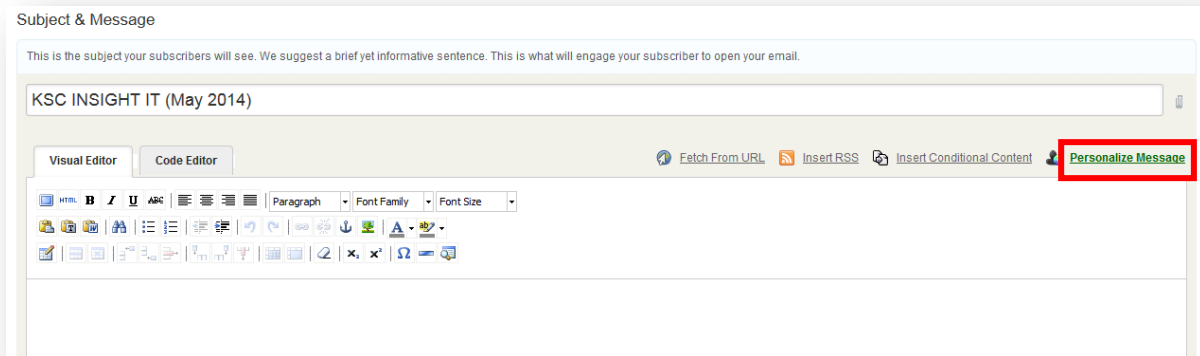 Subject & Message
This is the subject your subscribers will see. We suggest a brief yet informative sentence. This is what will engage your subscriber to open your email.
KSC INSIGHT IT (May 2014)
Visual Editor Code Editor Fetch From URL Insert RSS Insert Conditional Content Personalize Message
HTML B I U ABC Paragraph Font Family Font Size
T W A ab
x₂ x² Ω